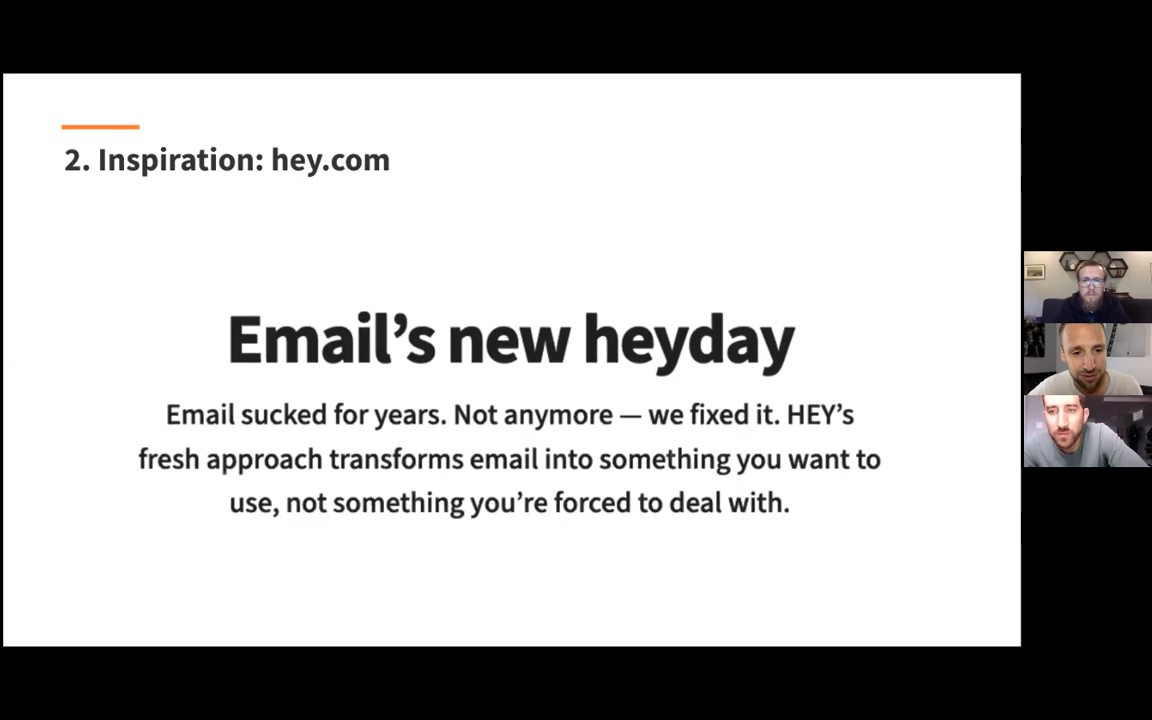 2. Inspiration: hey.com
Email’s new heyday
Email sucked for years. Not anymore — we fixed it. HEY’s
fresh approach transforms email into something you want to
use, not something you’re forced to deal with.